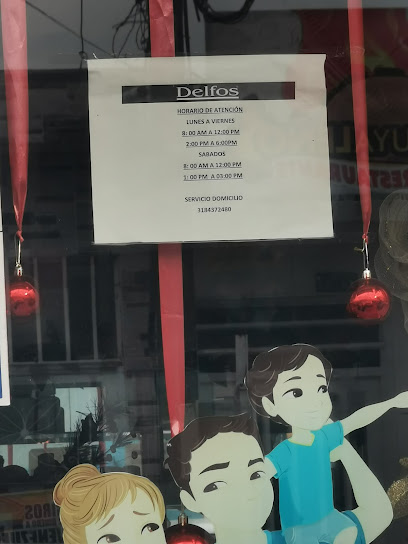 Delfos
HORARIO DE ATENCIÓN
LUNES A VIERNES
8: 00 AM A 12:00 PM
2:00 PM A 6:00PM
SABADOS
8: 00 AM A 12:00 PM
1: 00 PM A 03:00 PM
SERVICIO DOMICILIO
3184372480